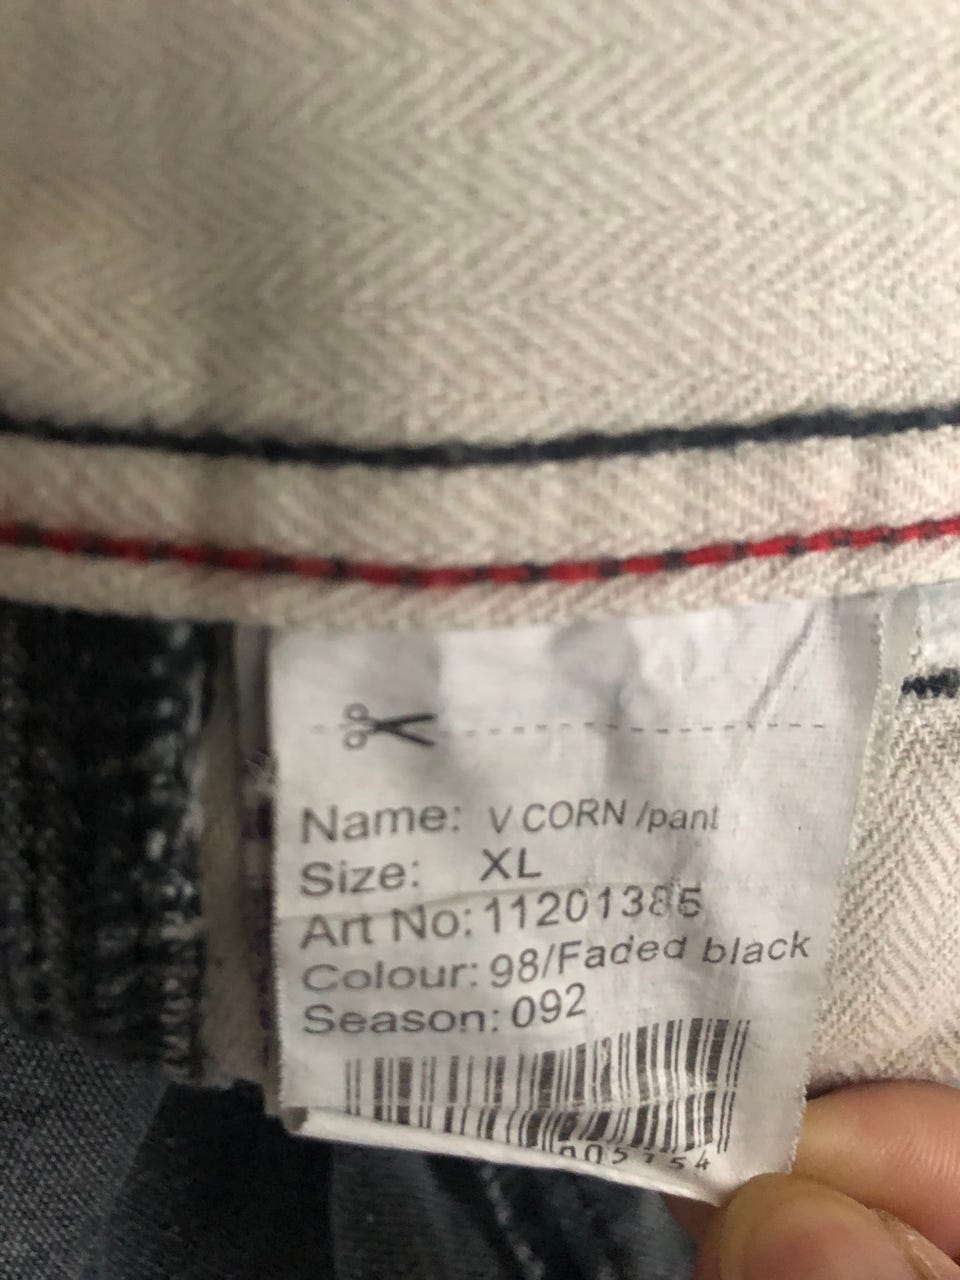 Name: V CORN /pant
Size: XL
Art No: 11201385
Colour: 98/Faded black
Season: 092